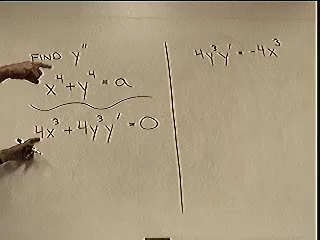 FIND y''
x⁴ + y⁴ = a
4x³ + 4y³y' = 0
4y³y' = -4x³